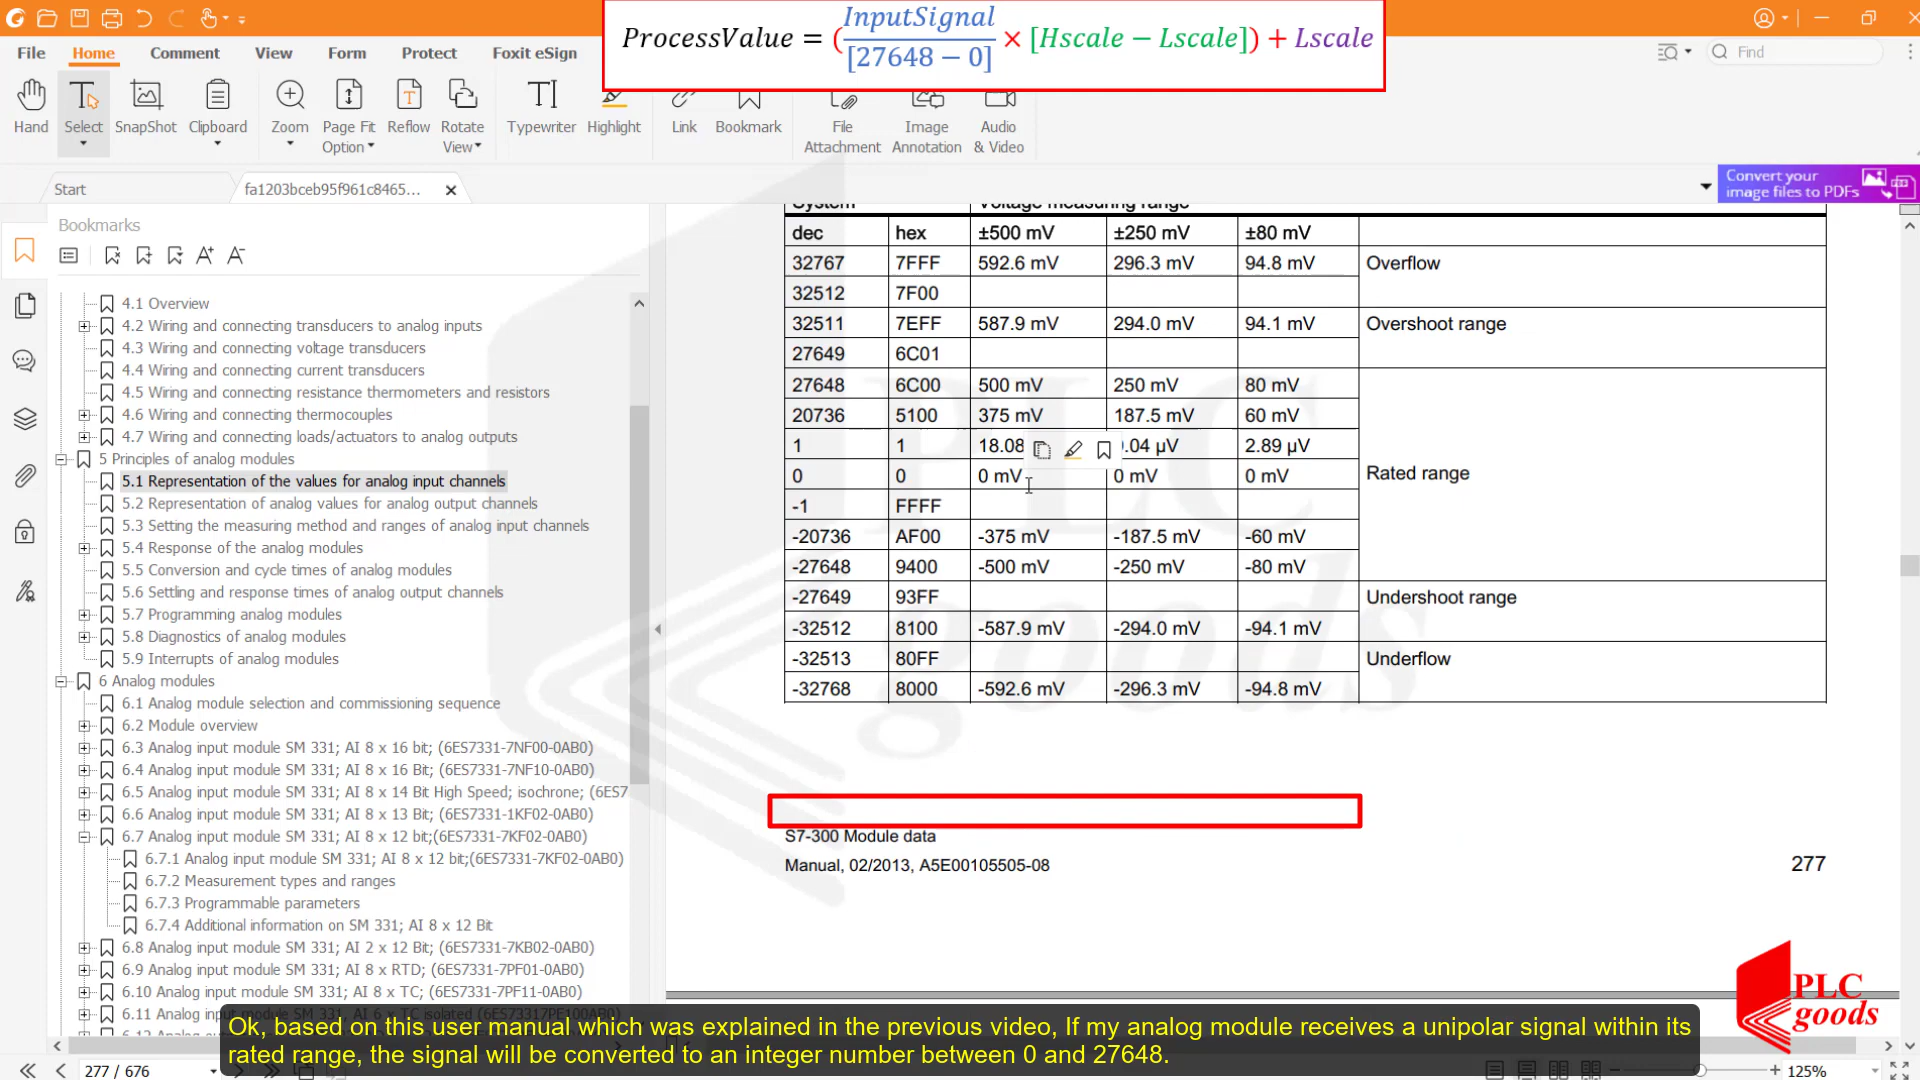 ProcessValue = (InputSignal/[27648 − 0] × [Hscale − Lscale]) + Lscale
File Home Comment View Form Protect Foxit eSign
Find
Hand Select SnapShot Clipboard Zoom Page Fit Option Reflow Rotate View Typewriter Highlight Link Bookmark File Attachment Image Annotation Audio & Video
Start
fa1203bceb95f961c8465...
Convert your
image files to PDFs
Bookmarks
4.1 Overview
4.2 Wiring and connecting transducers to analog inputs
4.3 Wiring and connecting voltage transducers
4.4 Wiring and connecting current transducers
4.5 Wiring and connecting resistance thermometers and resistors
4.6 Wiring and connecting thermocouples
4.7 Wiring and connecting loads/actuators to analog outputs
5 Principles of analog modules
5.1 Representation of the values for analog input channels
5.2 Representation of analog values for analog output channels
5.3 Setting the measuring method and ranges of analog input channels
5.4 Response of the analog modules
5.5 Conversion and cycle times of analog modules
5.6 Settling and response times of analog output channels
5.7 Programming analog modules
5.8 Diagnostics of analog modules
5.9 Interrupts of analog modules
6 Analog modules
6.1 Analog module selection and commissioning sequence
6.2 Module overview
6.3 Analog input module SM 331; AI 8 x 16 bit; (6ES7331-7NF00-0AB0)
6.4 Analog input module SM 331; AI 8 x 16 Bit; (6ES7331-7NF10-0AB0)
6.5 Analog input module SM 331; AI 8 x 14 Bit High Speed; isochrone; (6ES7
6.6 Analog input module SM 331; AI 8 x 13 Bit; (6ES7331-1KF02-0AB0)
6.7 Analog input module SM 331; AI 8 x 12 bit;(6ES7331-7KF02-0AB0)
6.7.1 Analog input module SM 331; AI 8 x 12 bit;(6ES7331-7KF02-0AB0)
6.7.2 Measurement types and ranges
6.7.3 Programmable parameters
6.7.4 Additional information on SM 331; AI 8 x 12 Bit
6.8 Analog input module SM 331; AI 2 x 12 Bit; (6ES7331-7KB02-0AB0)
6.9 Analog input module SM 331; AI 8 x RTD; (6ES7331-7PF01-0AB0)
6.10 Analog input module SM 331; AI 8 x TC; (6ES7331-7PF11-0AB0)
6.11 Analog input module SM 331; AI 6 x TC isolated
System Voltage measuring range
dec hex ±500 mV ±250 mV ±80 mV
32767 7FFF 592.6 mV 296.3 mV 94.8 mV Overflow
32512 7F00
32511 7EFF 587.9 mV 294.0 mV 94.1 mV Overshoot range
27649 6C01
27648 6C00 500 mV 250 mV 80 mV
20736 5100 375 mV 187.5 mV 60 mV
1 1 18.08 .04 µV 2.89 µV
0 0 0 mV 0 mV 0 mV Rated range
-1 FFFF
-20736 AF00 -375 mV -187.5 mV -60 mV
-27648 9400 -500 mV -250 mV -80 mV
-27649 93FF Undershoot range
-32512 8100 -587.9 mV -294.0 mV -94.1 mV
-32513 80FF Underflow
-32768 8000 -592.6 mV -296.3 mV -94.8 mV
PLC
goods
S7-300 Module data
Manual, 02/2013, A5E00105505-08 277
PLC
goods
Ok, based on this user manual which was explained in the previous video, If my analog module receives a unipolar signal within its
rated range, the signal will be converted to an integer number between 0 and 27648.
277 / 676
125%